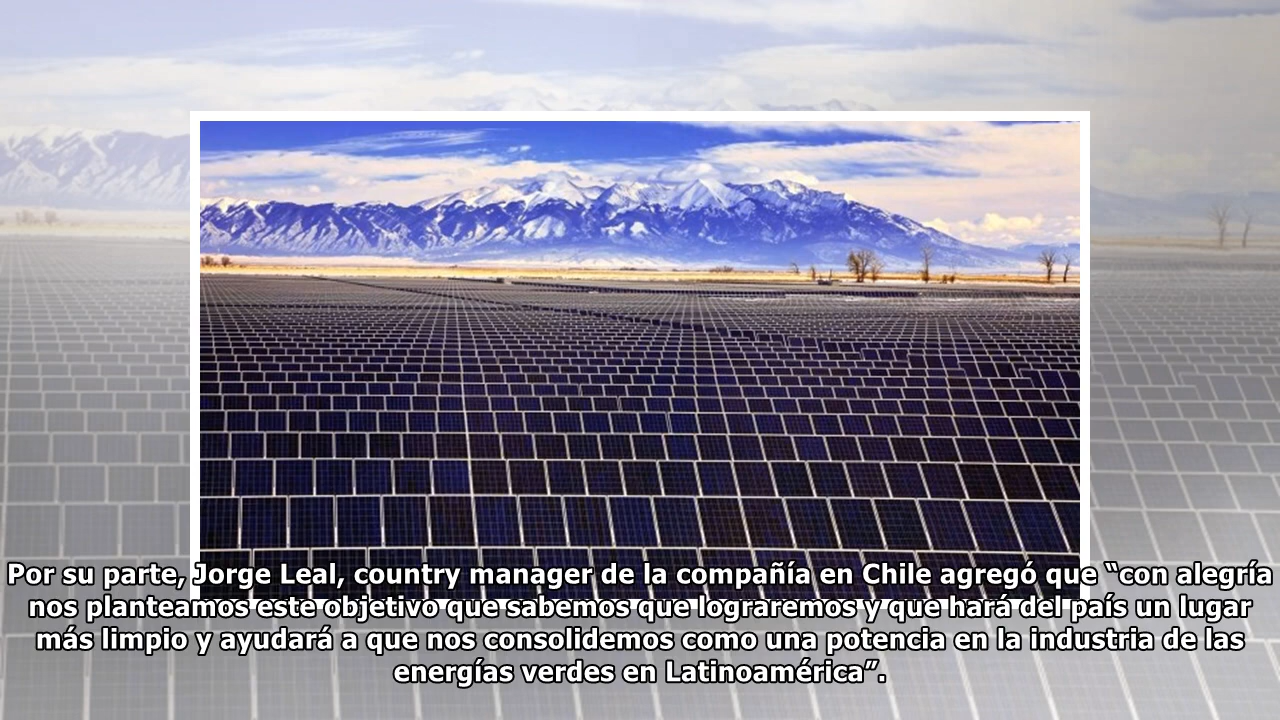 Por su parte, Jorge Leal, country manager de la compañía en Chile agregó que “con alegría
nos planteamos este objetivo que sabemos que lograremos y que hará del país un lugar
más limpio y ayudará a que nos consolidemos como una potencia en la industria de las
energías verdes en Latinoamérica”.